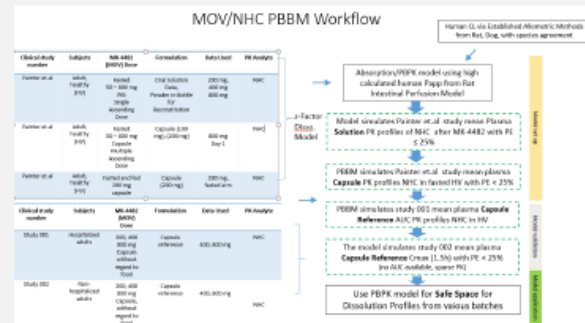 MOV/NHC PBBM Workflow
Human CL via Established Allometric Methods
from Rat, Dog, with species agreement
Clinical study number | Subjects | MK-4482 (MOV) Dose | Formulation | Data Used | PK Analyte
Painter et al | Adult, healthy (HV) | Fasted 50 – 800 mg PIB Single Ascending Dose | Oral Solution Powder in Bottle for Reconstitution | 200 mg, 400 mg 800 mg | NHC
Painter et al | Adult, healthy (HV) | Fasted 50 – 800 mg Capsule Multiple Ascending Dose | Capsule (200 mg) | 800 mg Day 1 | NHC
Painter et al | Adult, healthy (HV) | Fasted and fed 200 mg capsule | Capsule (200 mg) | 200 mg, | NHC
z-Factor
Disso.
Model
Absorption/PBPK model using high
calculated human Papp from Rat
Intestinal Perfusion Model
Model simulates Painter et.al study mean Plasma
Solution PK profiles of NHC after MK-4482 with PE
≤ 25%
PBBM simulates Painter et.al study mean plasma
Capsule PK profiles NHC in fasted HV with PE < 25%
PBBM simulates study 001 mean plasma Capsule
Reference AUC PK profiles NHC in HV
The model simulates study 002 mean plasma
Capsule Reference Cmax (1.5h) with PE < 25%
(no AUC available, sparse PK)
Use PBPK model for Safe Space for
Dissolution Profiles from various batches
Model set up
Model validation
Model application
Clinical study number | Subjects | MK-4482 (MOV) Dose | Formulation | Data Used | PK Analyte
Study 001 | Hospitalized adults | 200, 400 800 mg Capsule without regard to food | Capsule reference | 400, 800 mg | NHC
Study 002 | Non-hospitalized adults | 200, 400 800 mg Capsule, without regard to food | Capsule reference | 400, 800 mg | NHC